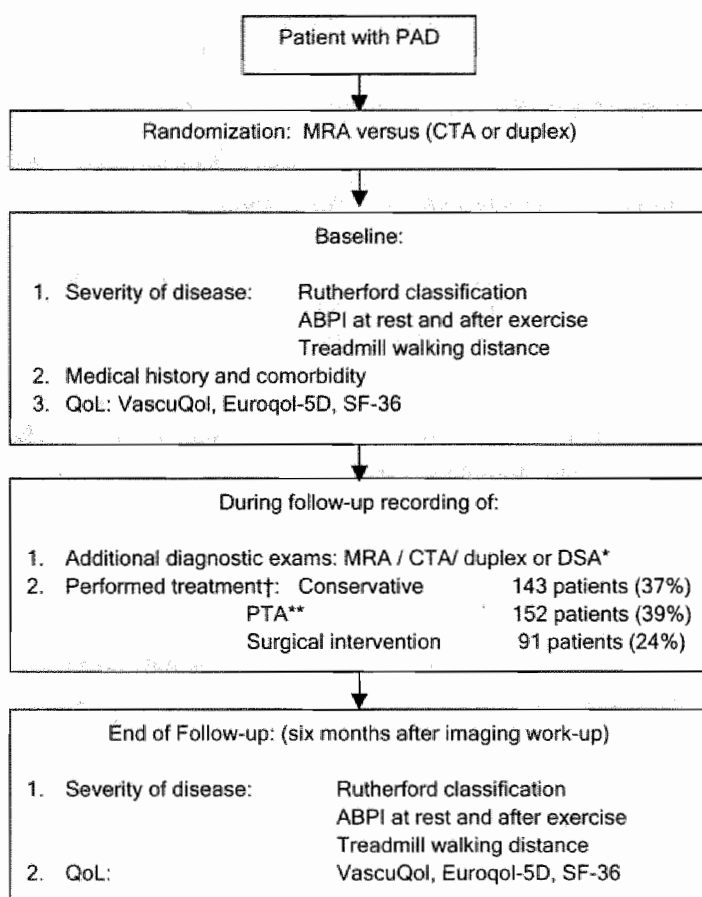 Patient with PAD
Randomization: MRA versus (CTA or duplex)
Baseline:
1. Severity of disease: Rutherford classification
ABPI at rest and after exercise
Treadmill walking distance
2. Medical history and comorbidity
3. QoL: VascuQol, Euroqol-5D, SF-36
During follow-up recording of:
1. Additional diagnostic exams: MRA / CTA/ duplex or DSA*
2. Performed treatment†: Conservative 143 patients (37%)
PTA** 152 patients (39%)
Surgical intervention 91 patients (24%)
End of Follow-up: (six months after imaging work-up)
1. Severity of disease: Rutherford classification
ABPI at rest and after exercise
Treadmill walking distance
2. QoL: VascuQol, Euroqol-5D, SF-36